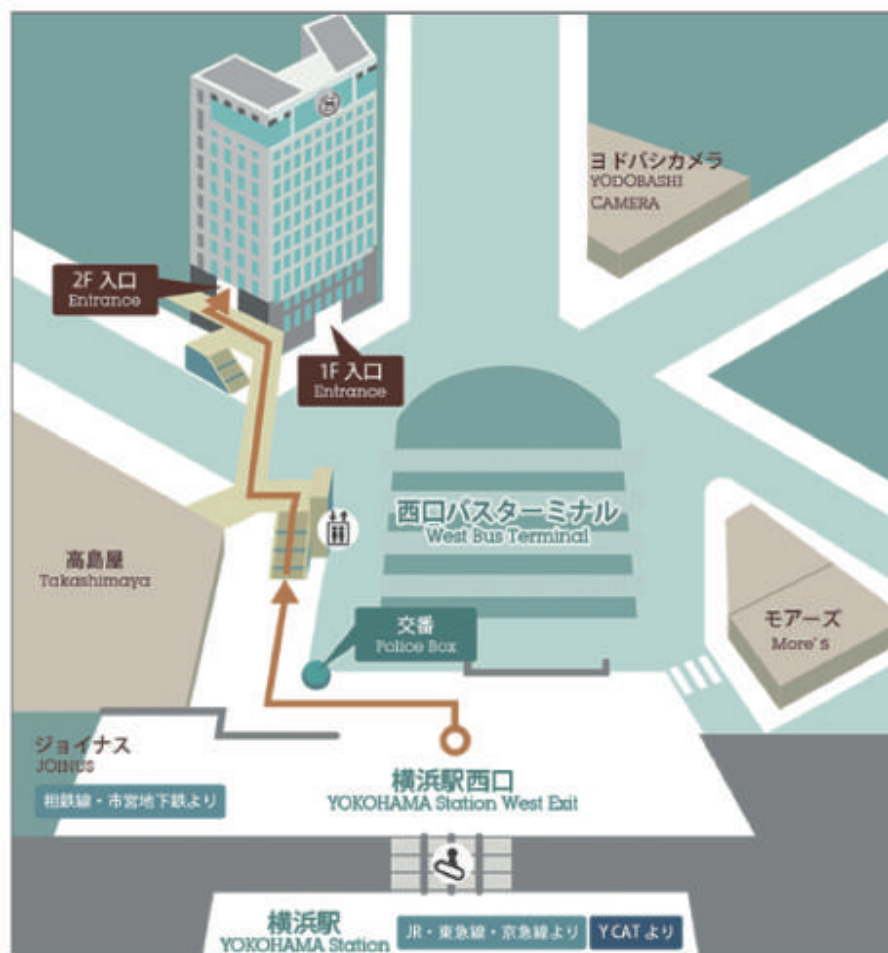 ヨドバシカメラ
YODOBASHI
CAMERA
2F 入口
Entrance
1F 入口
Entrance
西口バスターミナル
West Bus Terminal
高島屋
Takashimaya
交番
Police Box
モアーズ
More's
ジョイナス
JOINUS
相鉄線・市営地下鉄より
横浜駅西口
YOKOHAMA Station West Exit
横浜駅
YOKOHAMA Station
JR・東急線・京急線より
YCATより